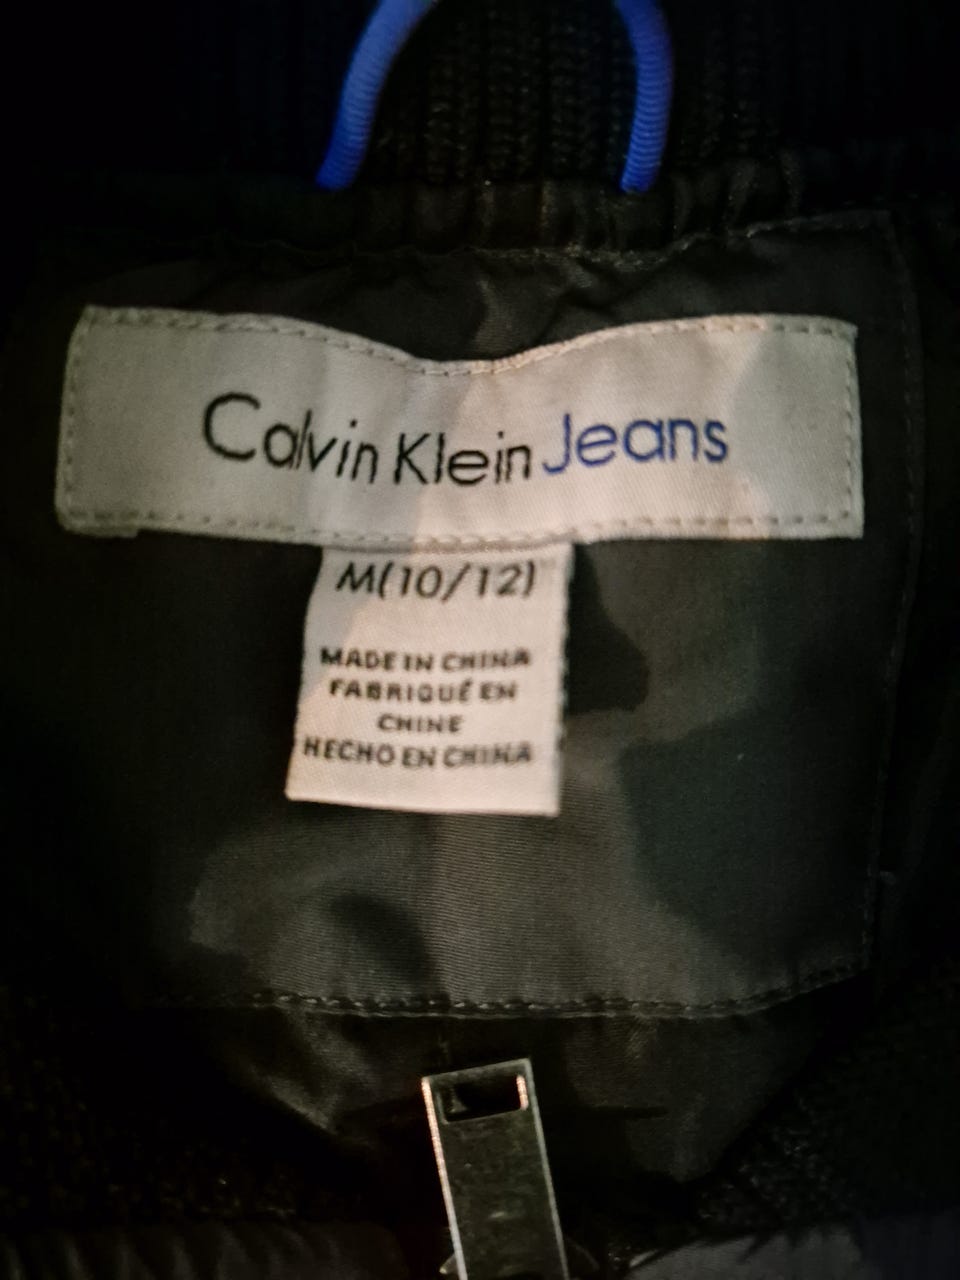 Calvin Klein Jeans
M(10/12)
MADE IN CHINA
FABRIQUÉ EN
CHINE
HECHO EN CHINA